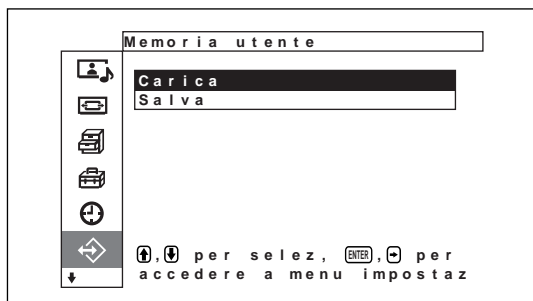 Memoria utente
Carica
Salva
↑,↓ per selez, ENTER,→ per
accedere a menu impostaz